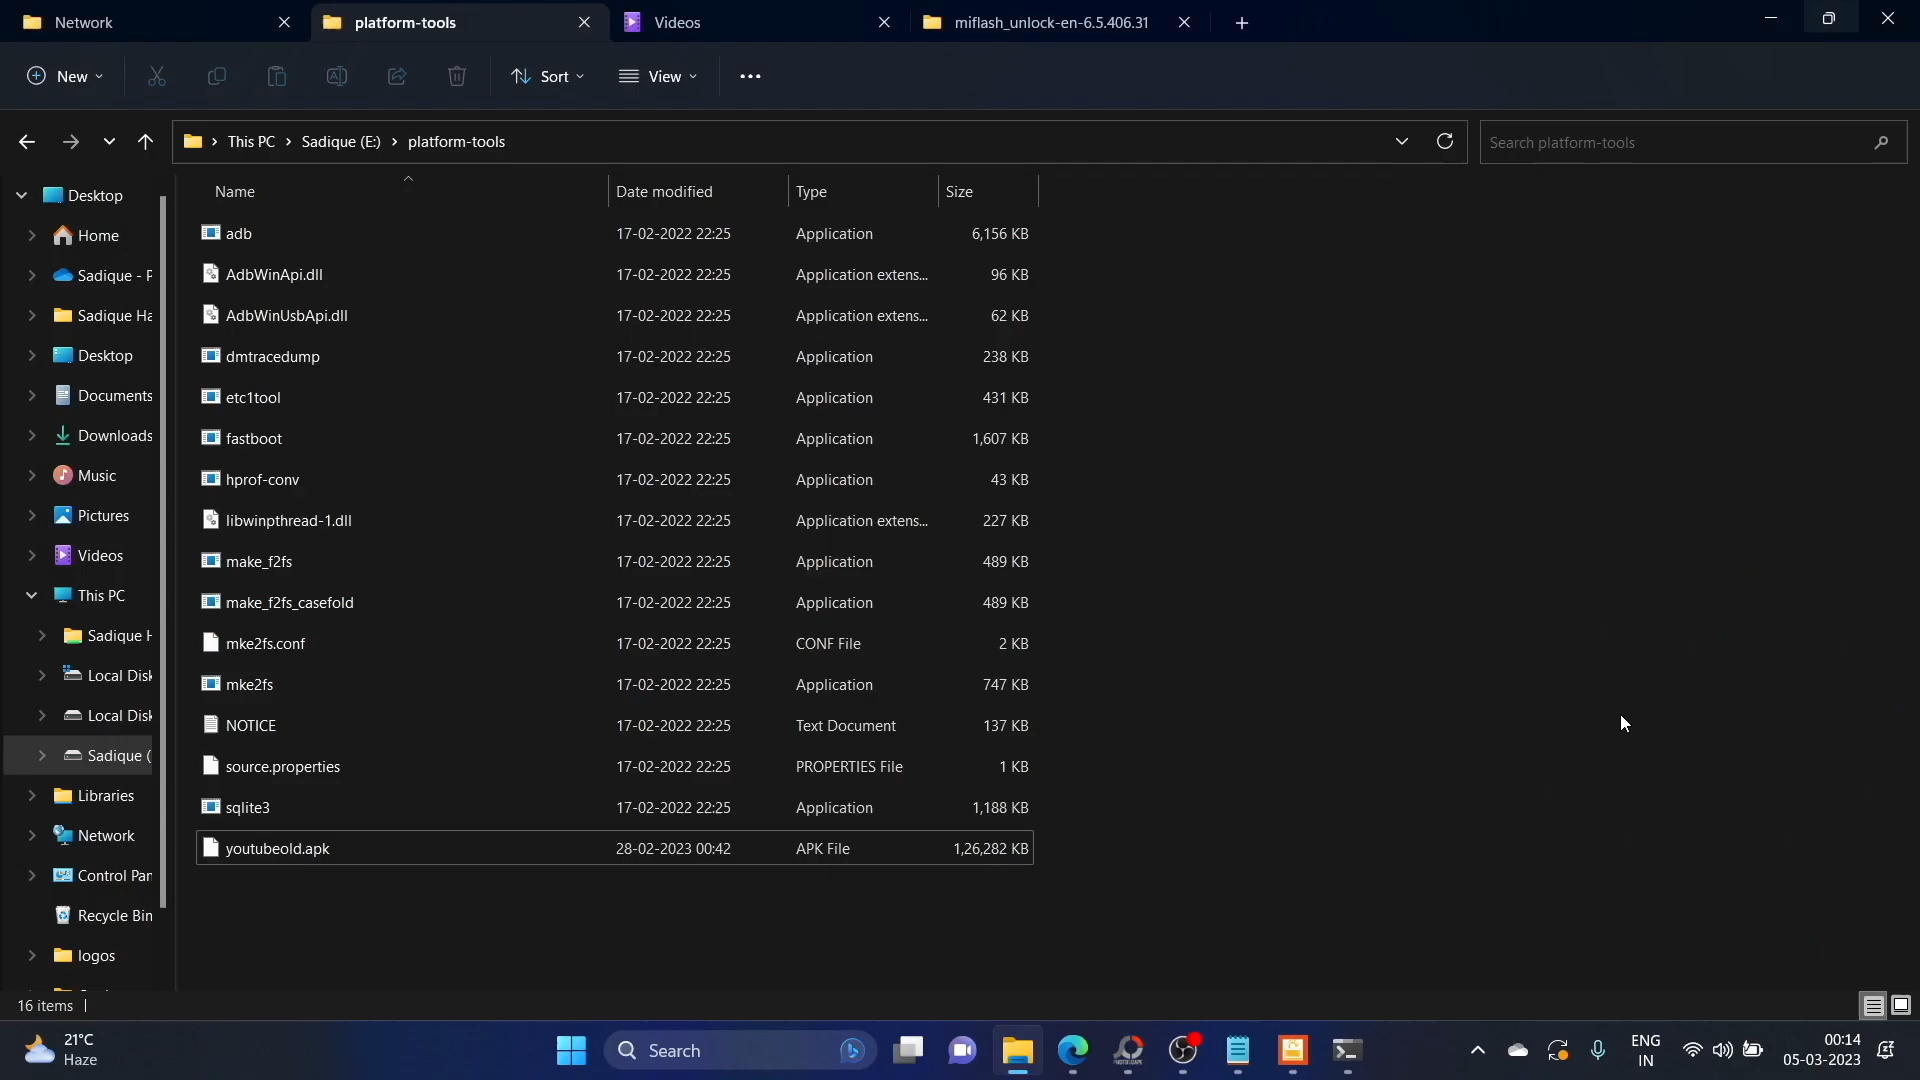 Network
platform-tools
Videos
miflash_unlock-en-6.5.406.31
New
Sort
View
This PC > Sadique (E:) > platform-tools
Search platform-tools
Name Date modified Type Size
adb 17-02-2022 22:25 Application 6,156 KB
AdbWinApi.dll 17-02-2022 22:25 Application extens... 96 KB
AdbWinUsbApi.dll 17-02-2022 22:25 Application extens... 62 KB
dmtracedump 17-02-2022 22:25 Application 238 KB
etc1tool 17-02-2022 22:25 Application 431 KB
fastboot 17-02-2022 22:25 Application 1,607 KB
hprof-conv 17-02-2022 22:25 Application 43 KB
libwinpthread-1.dll 17-02-2022 22:25 Application extens... 227 KB
make_f2fs 17-02-2022 22:25 Application 489 KB
make_f2fs_casefold 17-02-2022 22:25 Application 489 KB
mke2fs.conf 17-02-2022 22:25 CONF File 2 KB
mke2fs 17-02-2022 22:25 Application 747 KB
NOTICE 17-02-2022 22:25 Text Document 137 KB
source.properties 17-02-2022 22:25 PROPERTIES File 1 KB
sqlite3 17-02-2022 22:25 Application 1,188 KB
youtubeold.apk 28-02-2023 00:42 APK File 1,26,282 KB
Desktop
Home
Sadique - P
Sadique Ha
Desktop
Documents
Downloads
Music
Pictures
Videos
This PC
Sadique H
Local Disk
Local Disk
Sadique (
Libraries
Network
Control Pan
Recycle Bin
logos
16 items
21°C
Haze
Search
ENG
IN
00:14
05-03-2023